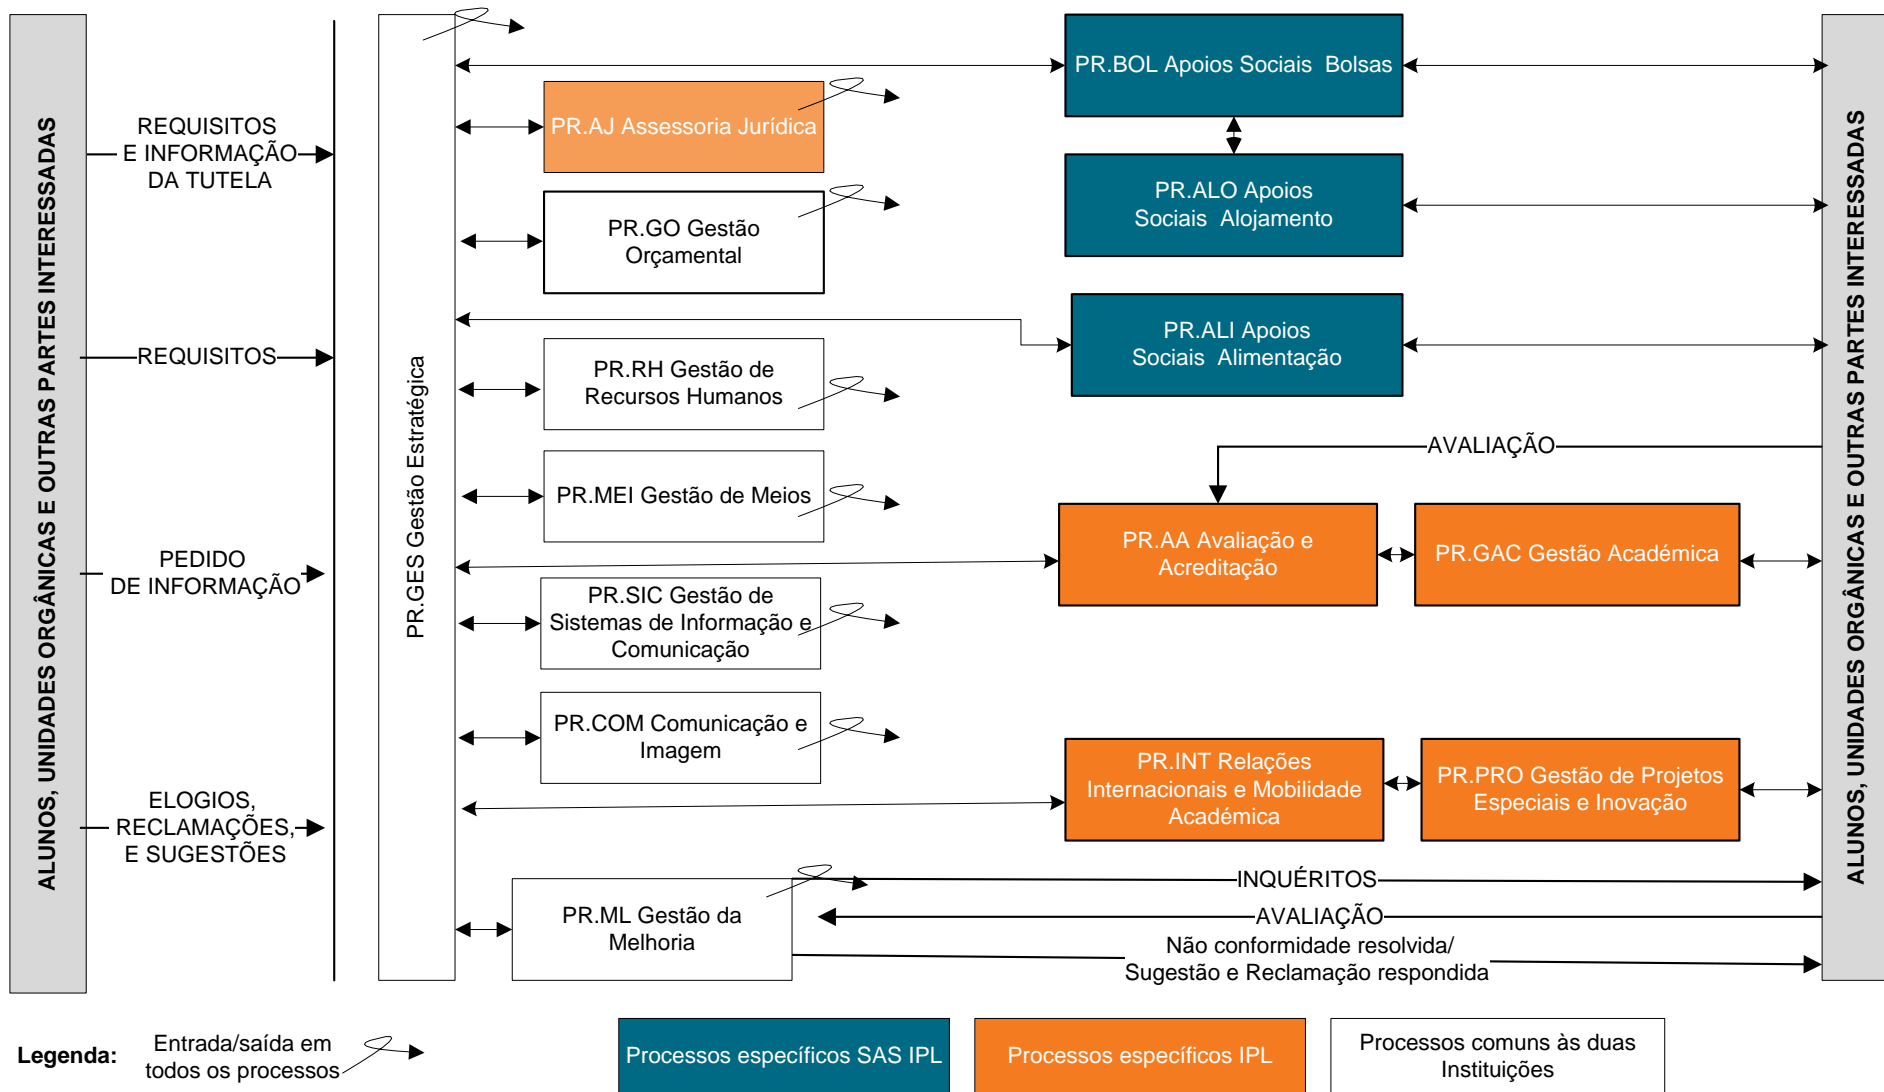 ALUNOS, UNIDADES ORGÂNICAS E OUTRAS PARTES INTERESSADAS
REQUISITOS
E INFORMAÇÃO
DA TUTELA
REQUISITOS
PEDIDO
DE INFORMAÇÃO
ELOGIOS,
RECLAMAÇÕES,
E SUGESTÕES
PR.GES Gestão Estratégica
PR.AJ Assessoria Jurídica
PR.GO Gestão
Orçamental
PR.RH Gestão de
Recursos Humanos
PR.MEI Gestão de Meios
PR.SIC Gestão de
Sistemas de Informação e
Comunicação
PR.COM Comunicação e
Imagem
PR.ML Gestão da
Melhoria
PR.BOL Apoios Sociais  Bolsas
PR.ALO Apoios
Sociais  Alojamento
PR.ALI Apoios
Sociais  Alimentação
AVALIAÇÃO
PR.AA Avaliação e
Acreditação
PR.GAC Gestão Académica
PR.INT Relações
Internacionais e Mobilidade
Académica
PR.PRO Gestão de Projetos
Especiais e Inovação
INQUÉRITOS
AVALIAÇÃO
Não conformidade resolvida/
Sugestão e Reclamação respondida
ALUNOS, UNIDADES ORGÂNICAS E OUTRAS PARTES INTERESSADAS
Legenda:
Entrada/saída em
todos os processos
Processos específicos SAS IPL
Processos específicos IPL
Processos comuns às duas
Instituições